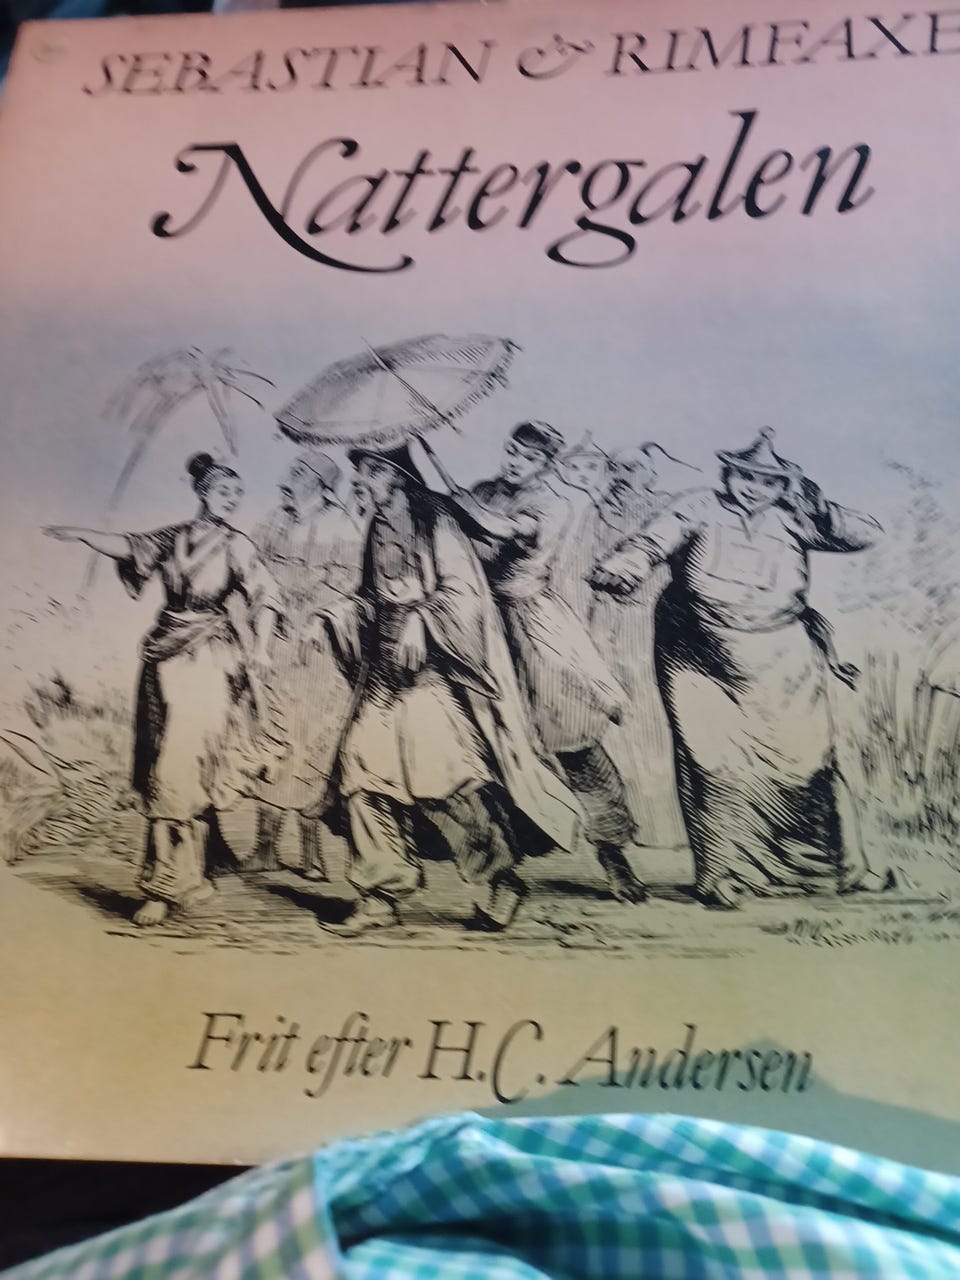 SEBASTIAN & RIMFAXE
Nattergalen
Frit efter H.C. Andersen